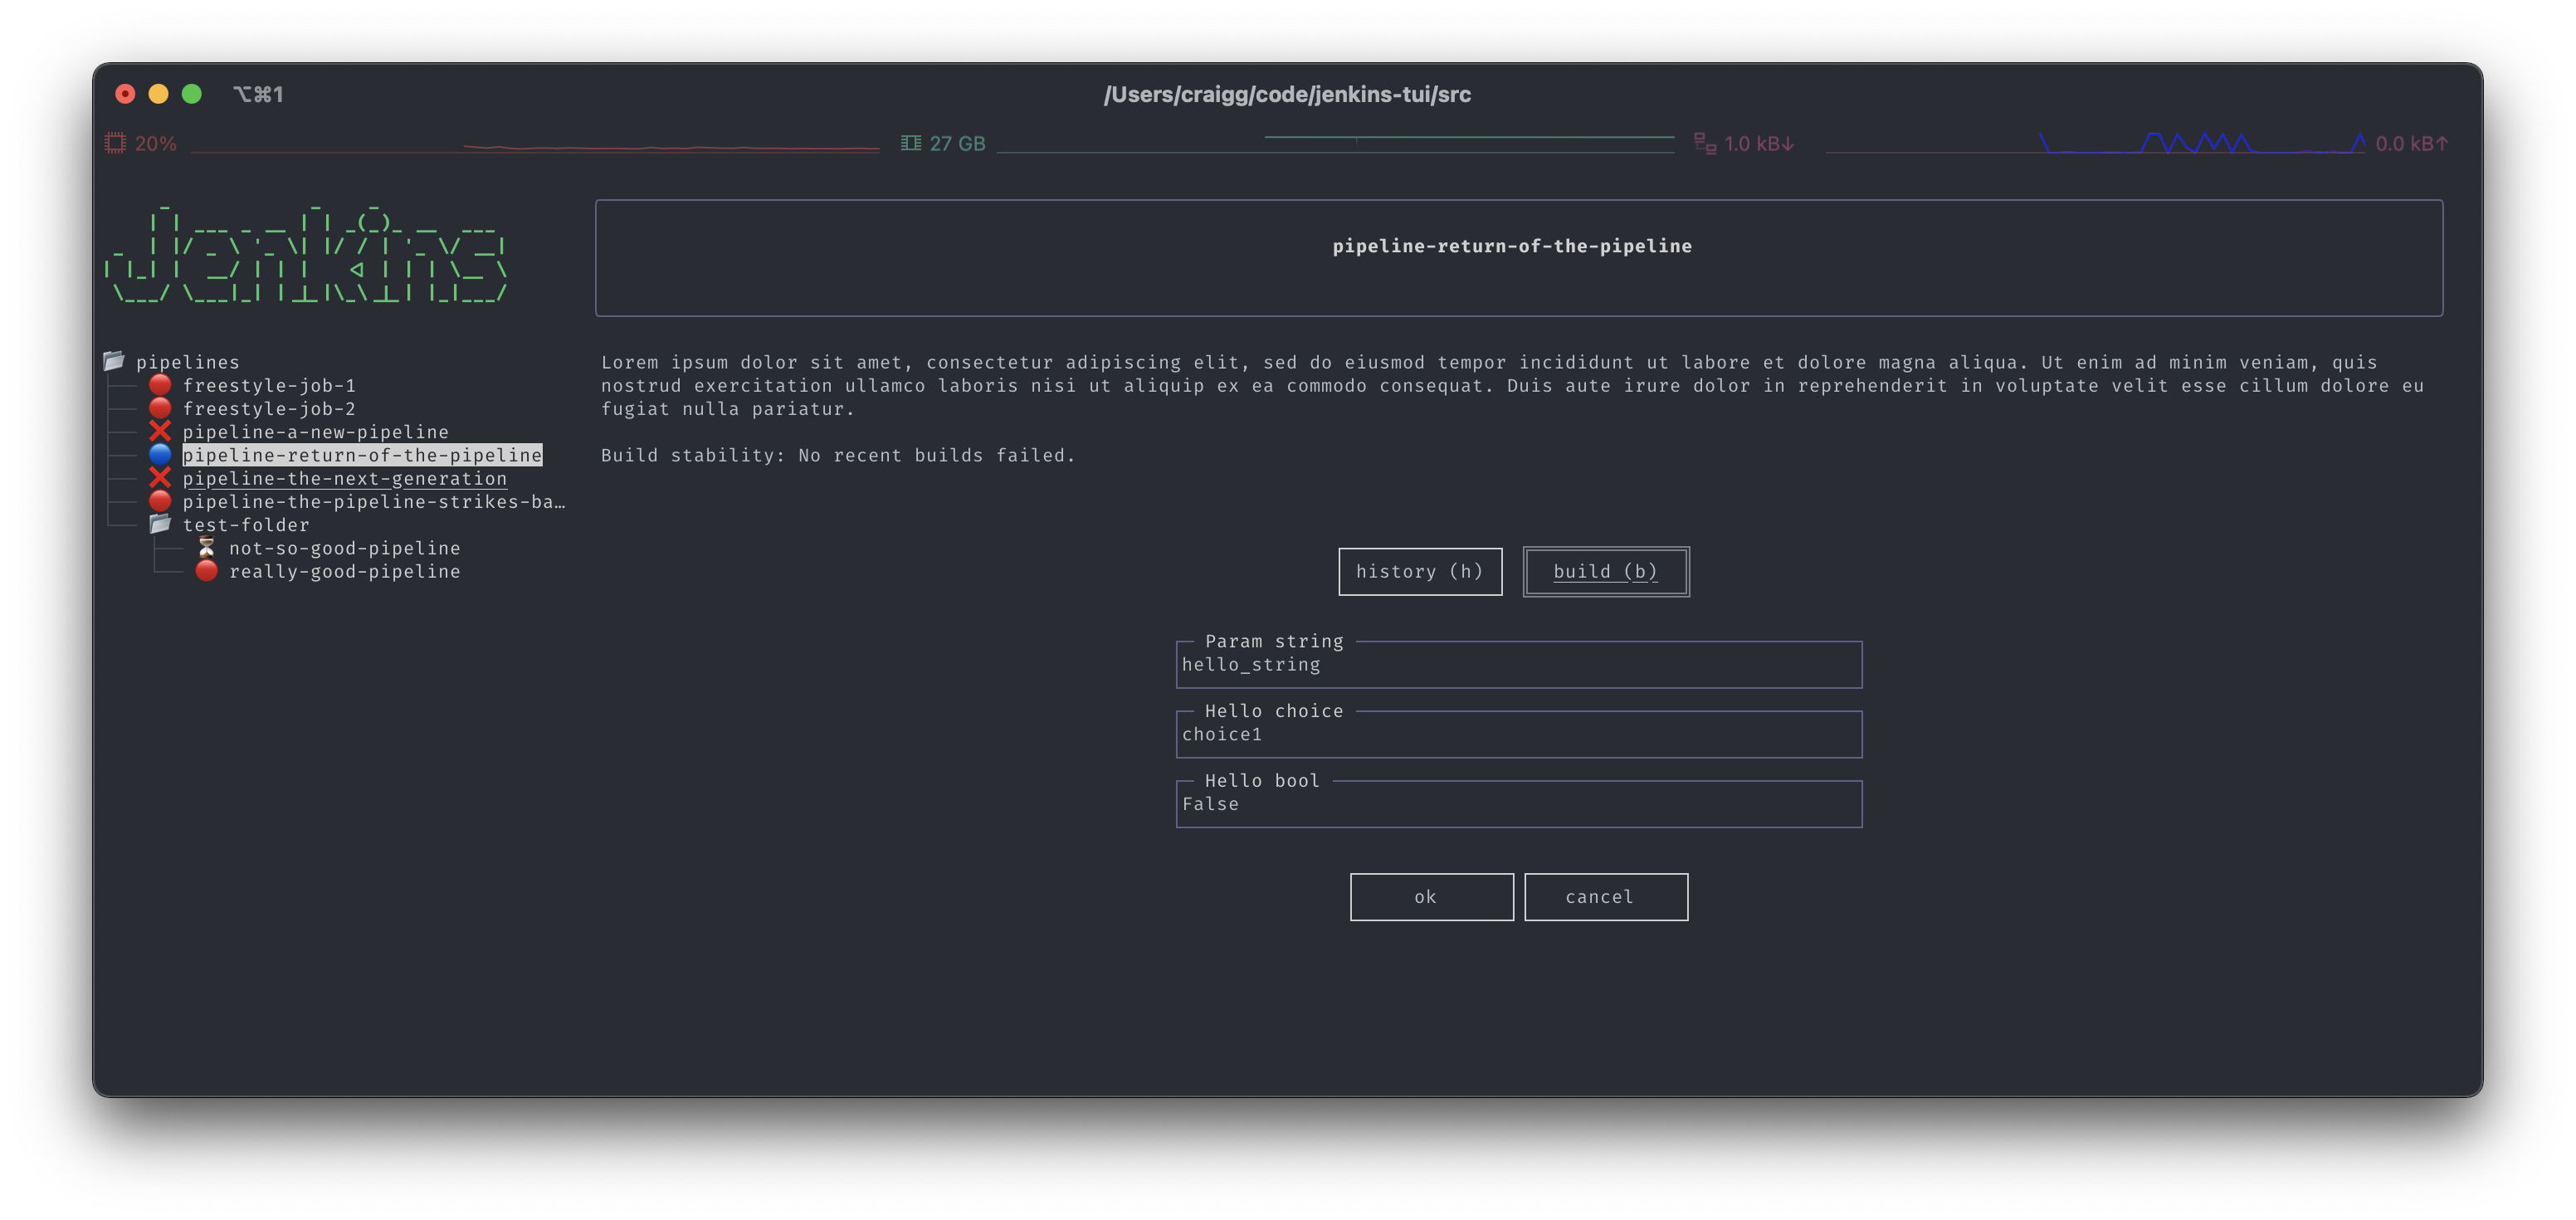 ⌥⌘1
/Users/craigg/code/jenkins-tui/src
20%
27 GB
1.0 kB↓
0.0 kB↑
Jenkins
pipeline-return-of-the-pipeline
pipelines
freestyle-job-1
freestyle-job-2
pipeline-a-new-pipeline
pipeline-return-of-the-pipeline
pipeline-the-next-generation
pipeline-the-pipeline-strikes-ba…
test-folder
not-so-good-pipeline
really-good-pipeline
Lorem ipsum dolor sit amet, consectetur adipiscing elit, sed do eiusmod tempor incididunt ut labore et dolore magna aliqua. Ut enim ad minim veniam, quis
nostrud exercitation ullamco laboris nisi ut aliquip ex ea commodo consequat. Duis aute irure dolor in reprehenderit in voluptate velit esse cillum dolore eu
fugiat nulla pariatur.
Build stability: No recent builds failed.
history (h)
build (b)
Param string
hello_string
Hello choice
choice1
Hello bool
False
ok
cancel